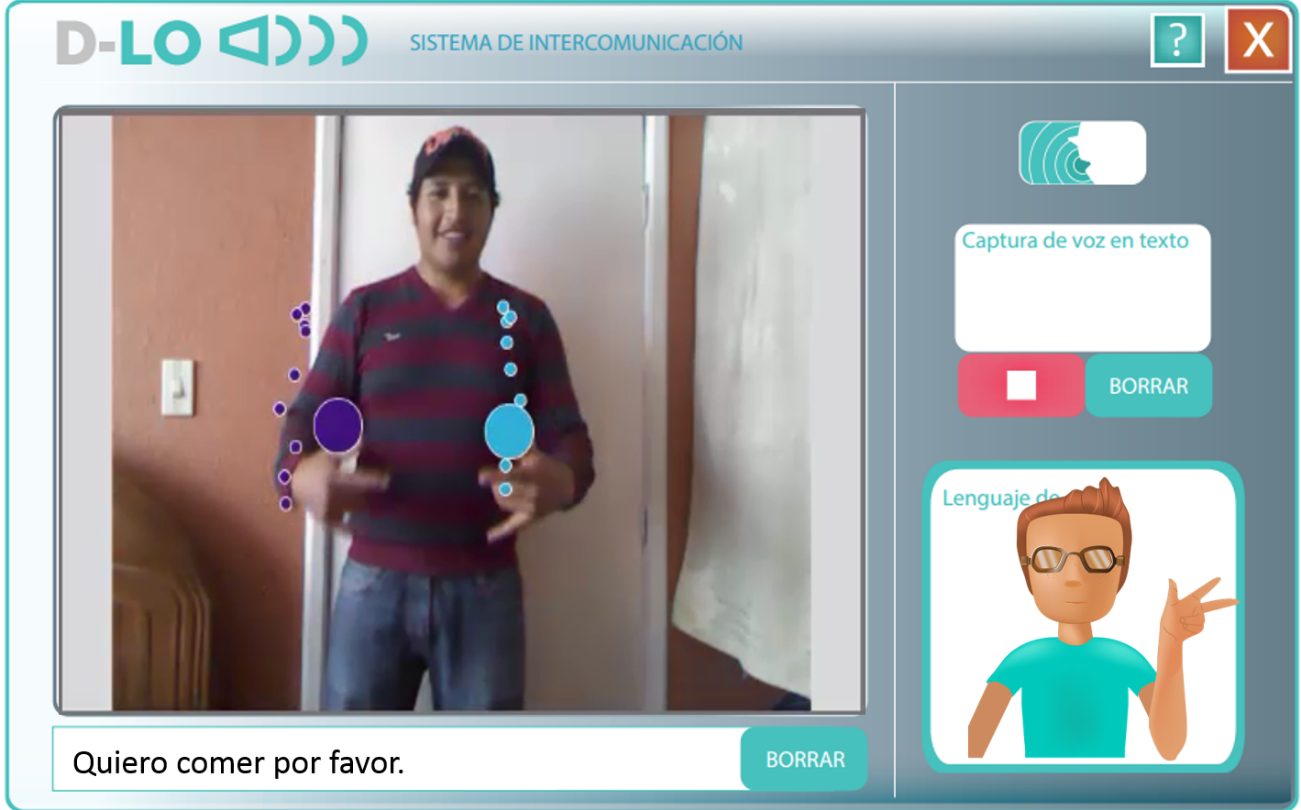 D-LO
SISTEMA DE INTERCOMUNICACIÓN
?
X
Captura de voz en texto
BORRAR
Lenguaje de
Quiero comer por favor.
BORRAR